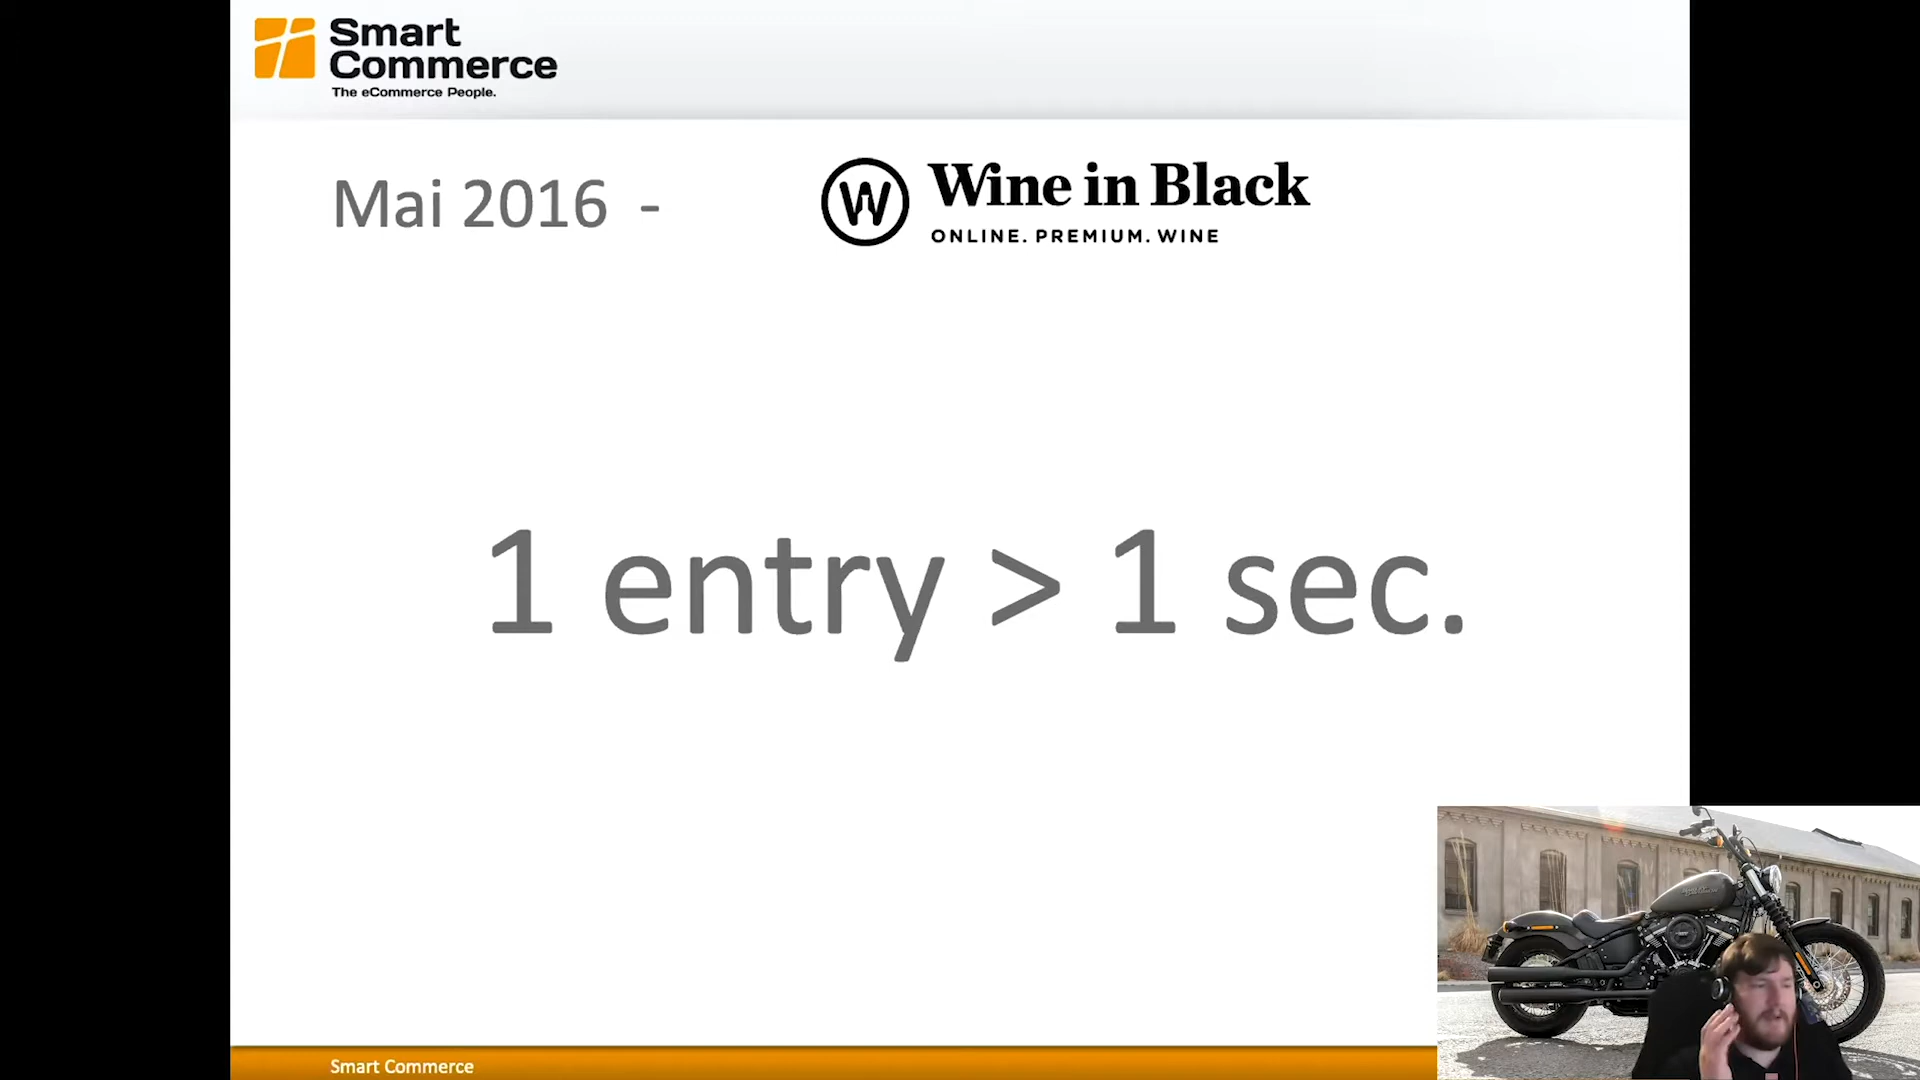 Smart
Commerce
The eCommerce People.
Mai 2016 -
W
Wine in Black
ONLINE. PREMIUM. WINE
1 entry > 1 sec.
Smart Commerce